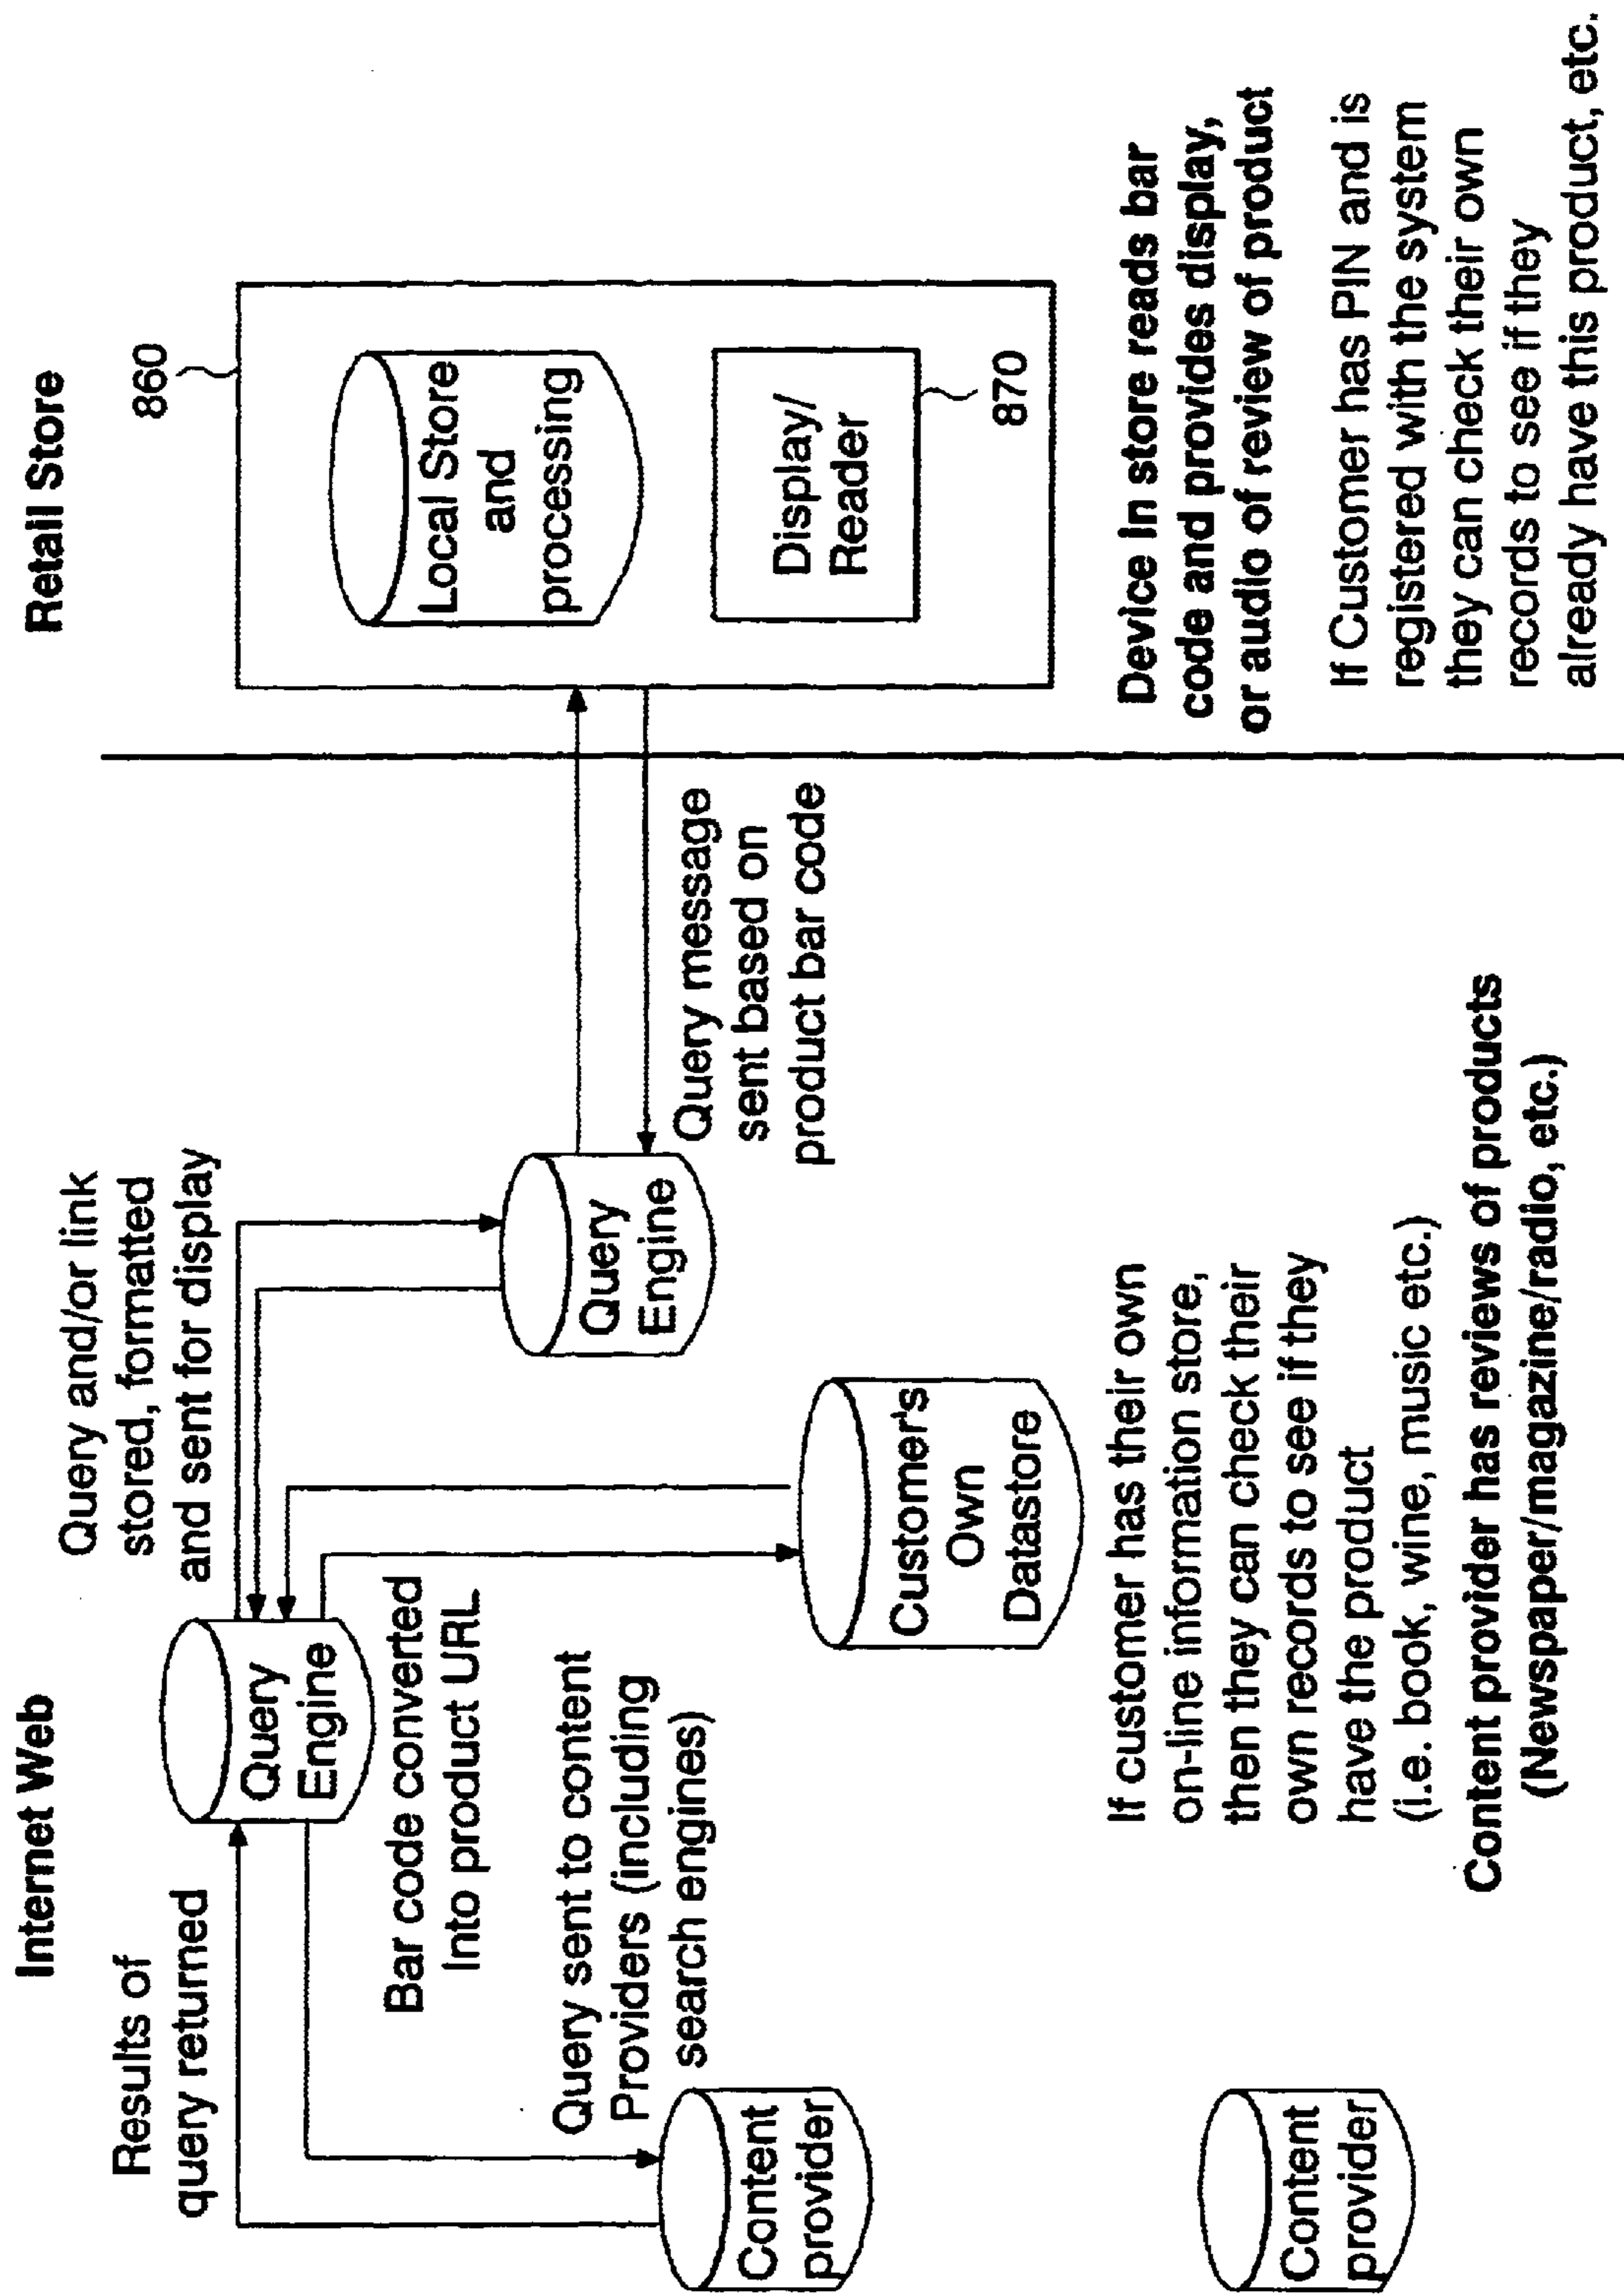 Internet Web
Retail Store
Results of
query returned
Query
Engine
Query and/or link
stored, formatted
and sent for display
Bar code converted
Into product URL
Query sent to content
Providers (including
search engines)
Content
provider
Customer's
Own
Datastore
Query
Engine
Query message
sent based on
product bar code
860
Local Store
and
processing
Display/
Reader
870
Content
provider
If customer has their own
on-line information store,
then they can check their
own records to see if they
have the product
(i.e. book, wine, music etc.)
Content provider has reviews of products
(Newspaper/magazine/radio, etc.)
Device In store reads bar
code and provides display,
or audio of review of product
If Customer has PIN and is
registered with the system
they can check their own
records to see if they
already have this product, etc.